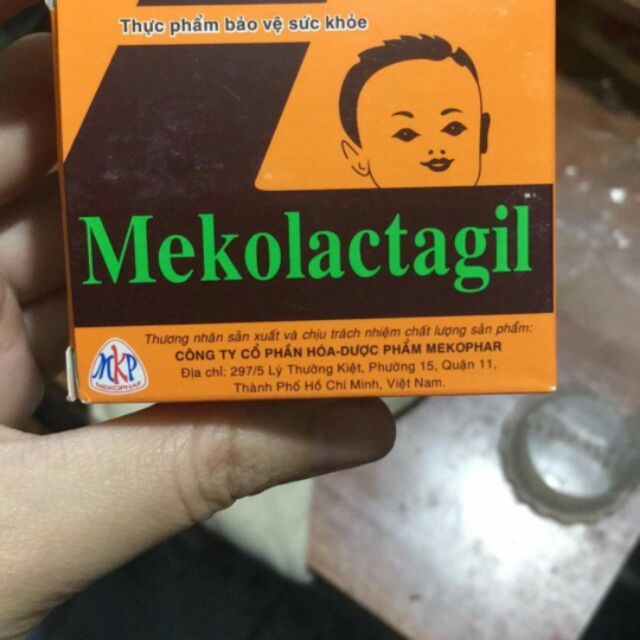 Thực phẩm bảo vệ sức khỏe
Mekolactagil
Thương nhân sản xuất và chịu trách nhiệm chất lượng sản phẩm:
CÔNG TY CỔ PHẦN HÓA-DƯỢC PHẨM MEKOPHAR
Địa chỉ: 297/5 Lý Thường Kiệt, Phường 15, Quận 11,
Thành Phố Hồ Chí Minh, Việt Nam.
MKP
MEKOPHAR